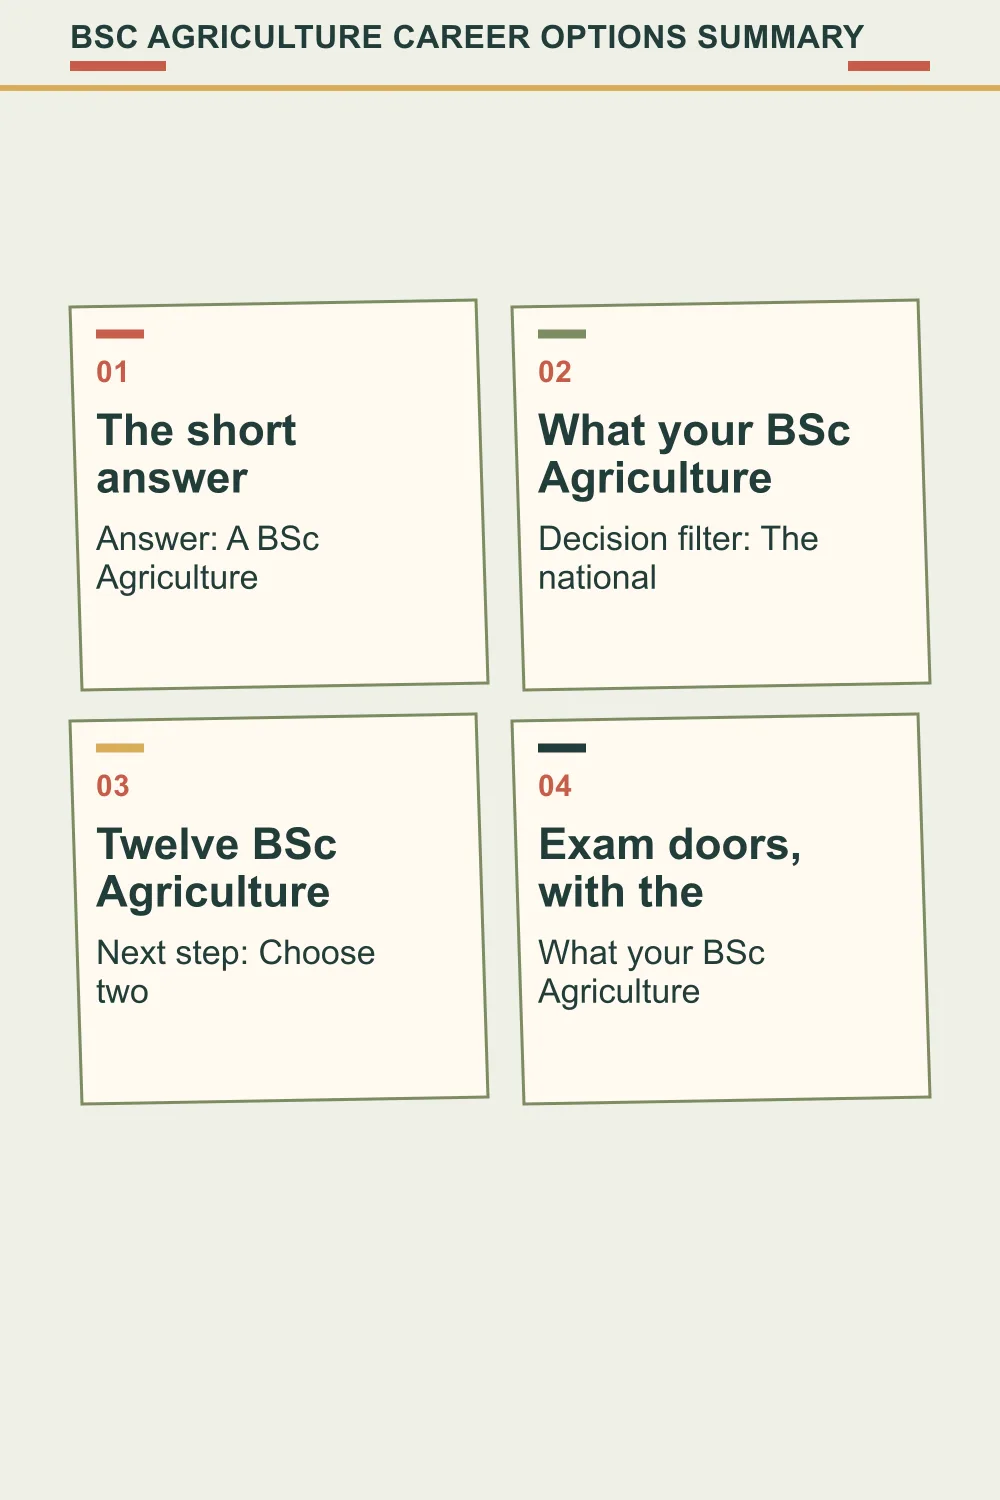 BSC AGRICULTURE CAREER OPTIONS SUMMARY
01
The short
answer
Answer: A BSc
Agriculture
02
What your BSc
Agriculture
Decision filter: The
national
03
Twelve BSc
Agriculture
Next step: Choose
two
04
Exam doors,
with the
What your BSc
Agriculture